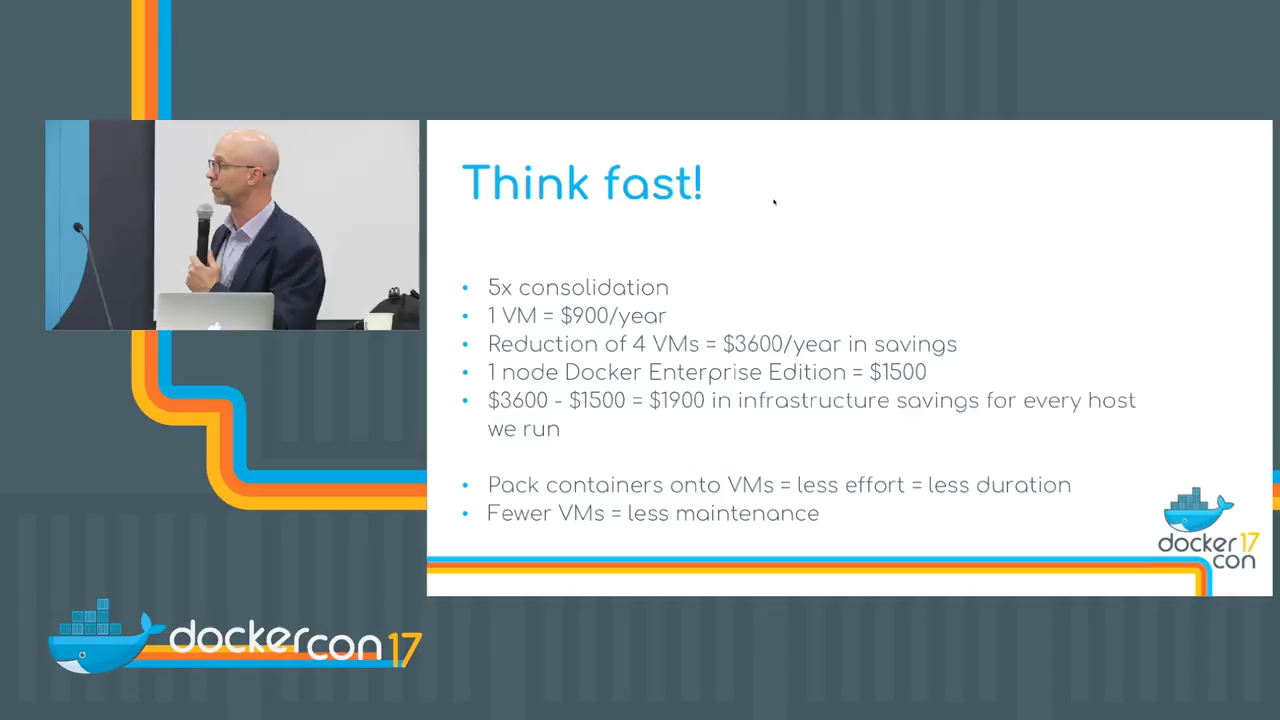 Think fast!
• 5x consolidation
• 1 VM = $900/year
• Reduction of 4 VMs = $3600/year in savings
• 1 node Docker Enterprise Edition = $1500
• $3600 - $1500 = $1900 in infrastructure savings for every host
we run
• Pack containers onto VMs = less effort = less duration
• Fewer VMs = less maintenance
docker 17
con
dockercon 17